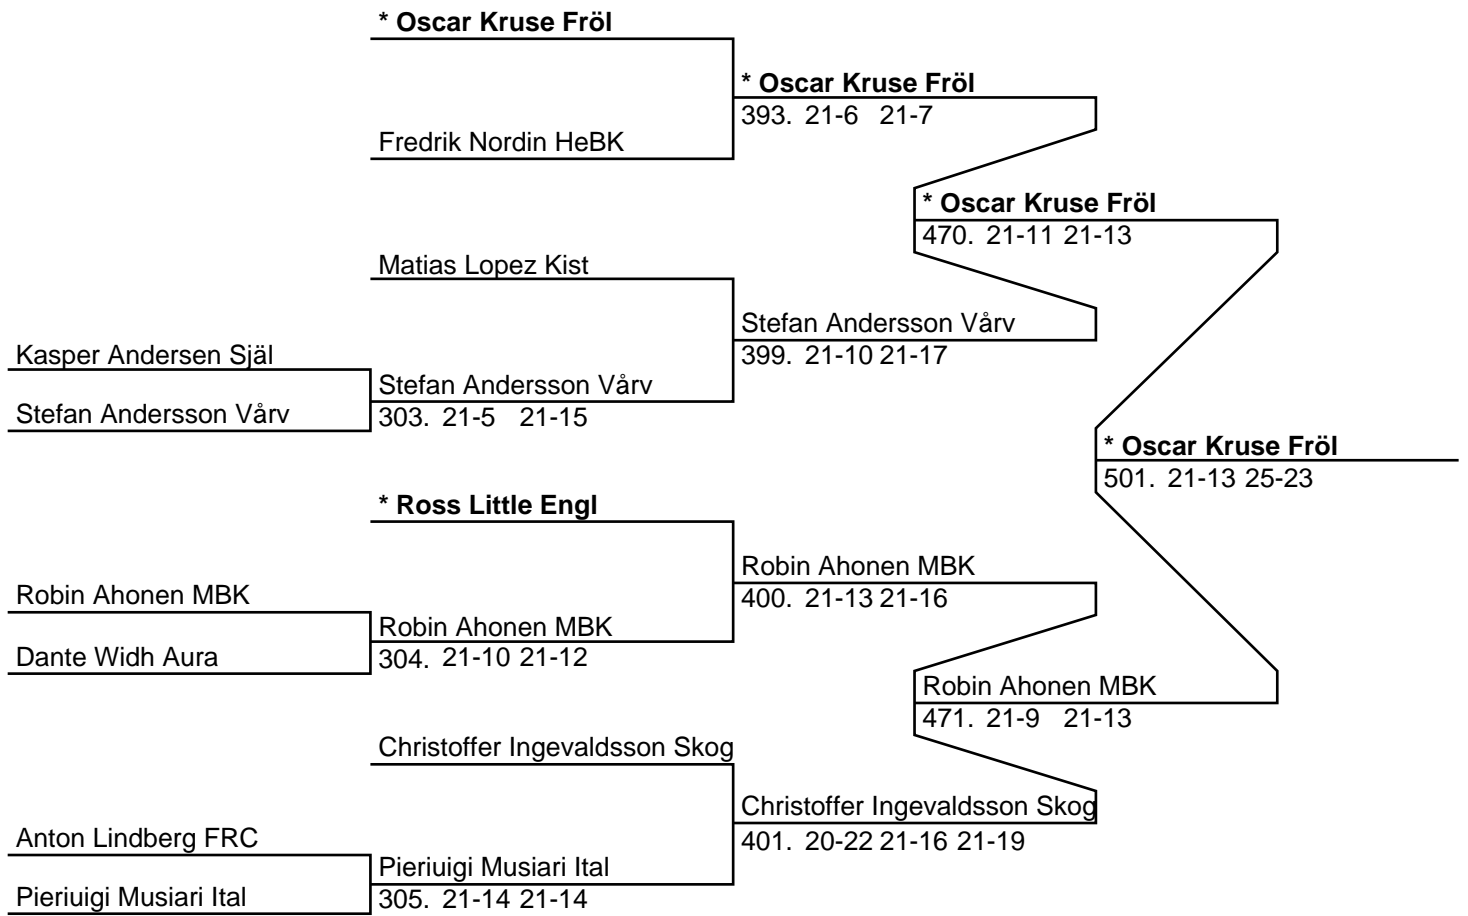 * Oscar Kruse Fröl
* Oscar Kruse Fröl
393. 21-6 21-7
Fredrik Nordin HeBK
* Oscar Kruse Fröl
470. 21-11 21-13
Matias Lopez Kist
Stefan Andersson Vårv
399. 21-10 21-17
Kasper Andersen Själ
Stefan Andersson Vårv
303. 21-5 21-15
Stefan Andersson Vårv
* Oscar Kruse Fröl
501. 21-13 25-23
* Ross Little Engl
Robin Ahonen MBK
400. 21-13 21-16
Robin Ahonen MBK
Robin Ahonen MBK
304. 21-10 21-12
Dante Widh Aura
Robin Ahonen MBK
471. 21-9 21-13
Christoffer Ingevaldsson Skog
Christoffer Ingevaldsson Skog
401. 20-22 21-16 21-19
Anton Lindberg FRC
Pieriuigi Musiari Ital
305. 21-14 21-14
Pieriuigi Musiari Ital